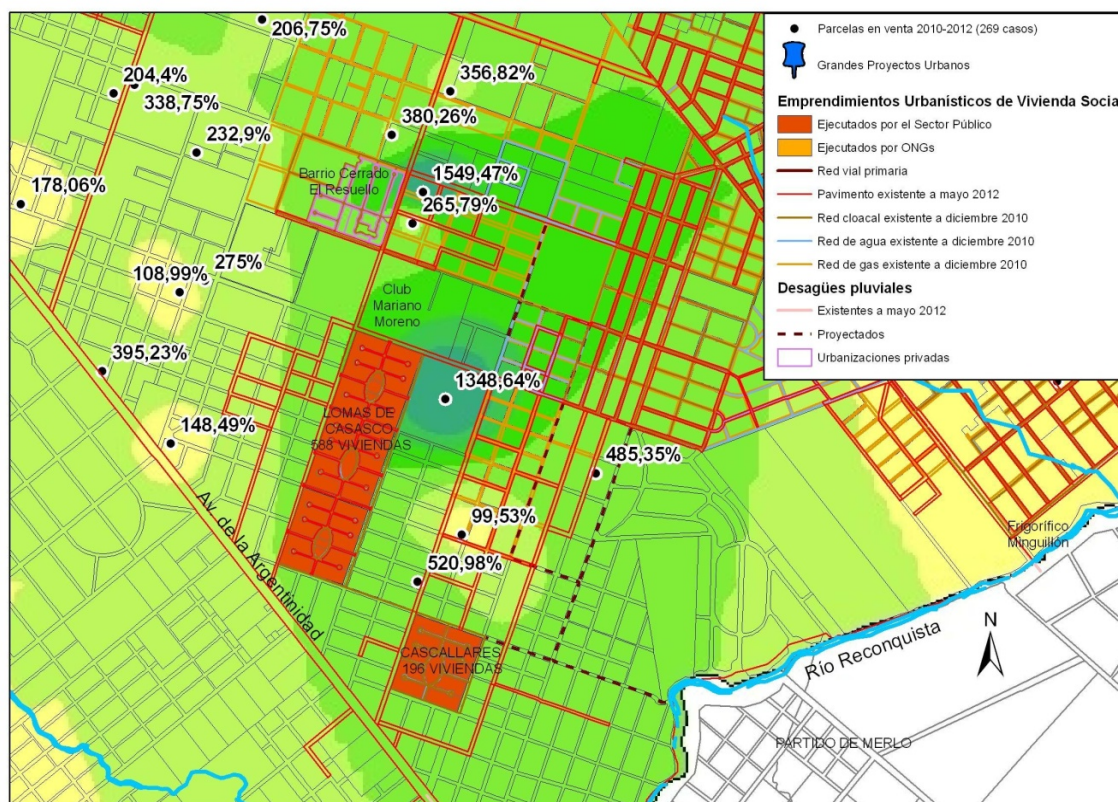 206,75%
204,4%
338,75%
232,9%
178,06%
356,82%
380,26%
Barrio Cerrado
El Resuello
1549,47%
265,79%
275%
108,99%
Club
Mariano
Moreno
395,23%
1348,64%
LOMAS DE
CASASCO
588 VIVIENDAS
148,49%
485,35%
99,53%
520,98%
Av. de la Argentinidad
CASCALLARES
196 VIVIENDAS
Frigorífico
Minguillón
Río Reconquista
N
PARTIDO DE MERLO
Parcelas en venta 2010-2012 (269 casos)
Grandes Proyectos Urbanos
Emprendimientos Urbanísticos de Vivienda Social
Ejecutados por el Sector Público
Ejecutados por ONGs
Red vial primaria
Pavimento existente a mayo 2012
Red cloacal existente a diciembre 2010
Red de agua existente a diciembre 2010
Red de gas existente a diciembre 2010
Desagües pluviales
Existentes a mayo 2012
Proyectados
Urbanizaciones privadas